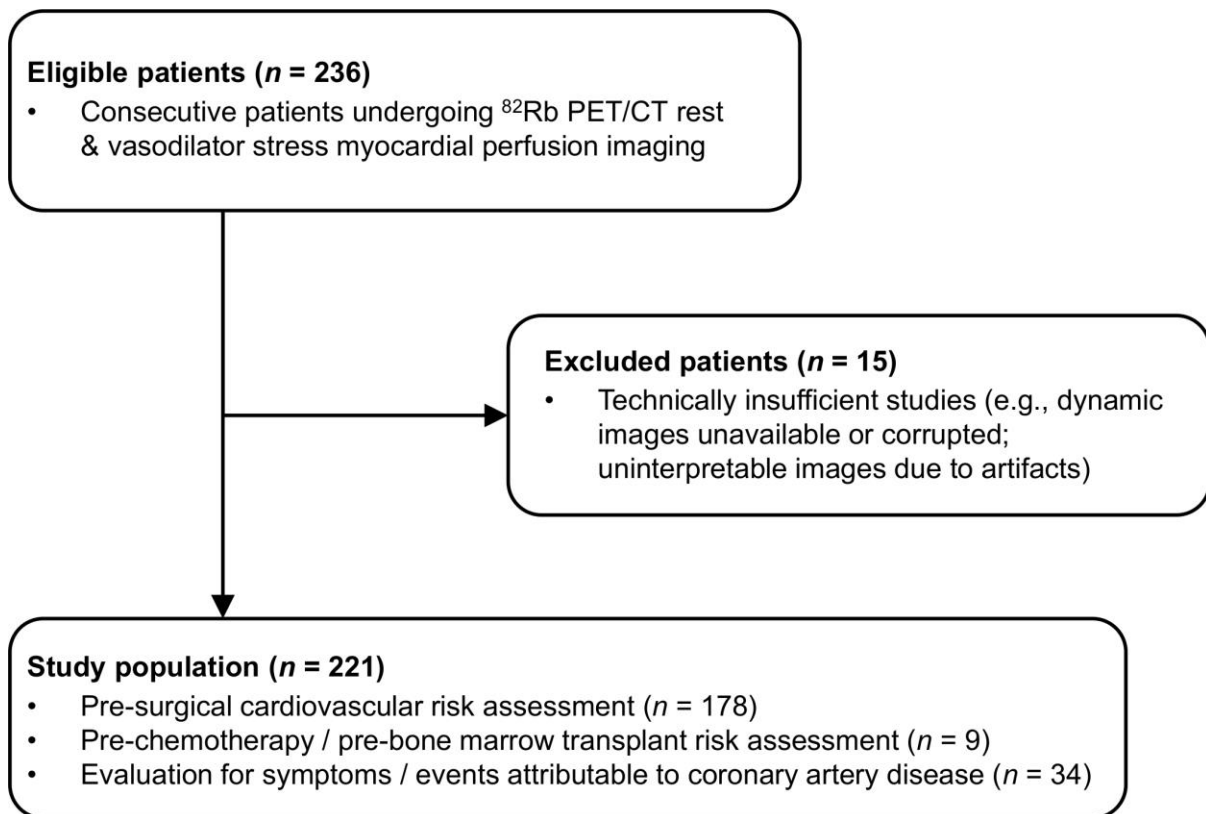 Eligible patients (n = 236)
• Consecutive patients undergoing ⁸²Rb PET/CT rest
& vasodilator stress myocardial perfusion imaging
Excluded patients (n = 15)
• Technically insufficient studies (e.g., dynamic
images unavailable or corrupted;
uninterpretable images due to artifacts)
Study population (n = 221)
• Pre-surgical cardiovascular risk assessment (n = 178)
• Pre-chemotherapy / pre-bone marrow transplant risk assessment (n = 9)
• Evaluation for symptoms / events attributable to coronary artery disease (n = 34)